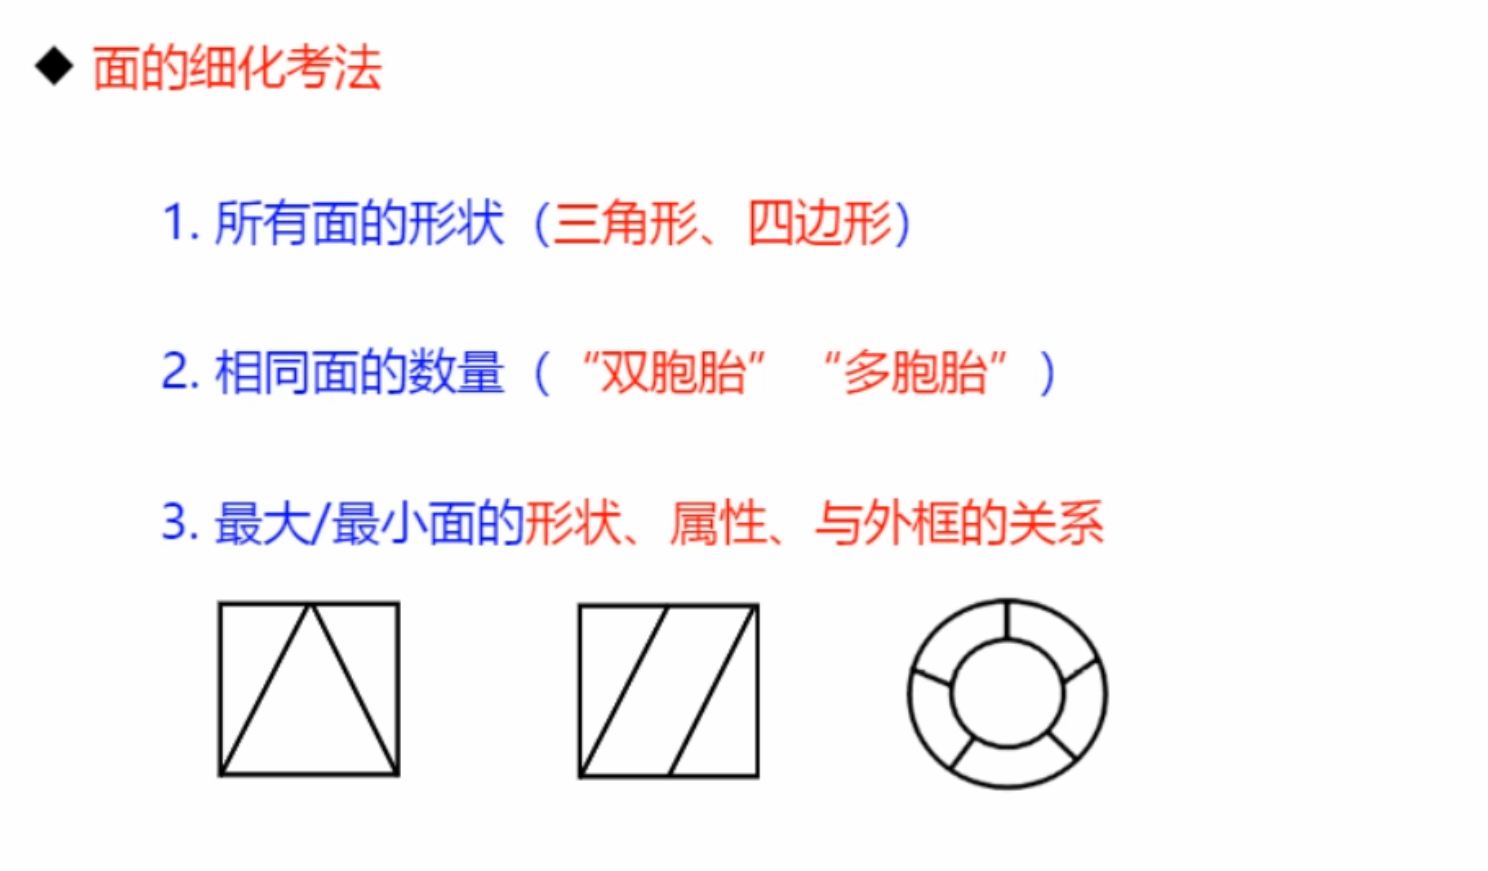 ◆ 面的细化考法
1. 所有面的形状（三角形、四边形）
2. 相同面的数量（“双胞胎” “多胞胎”）
3. 最大/最小面的形状、属性、与外框的关系